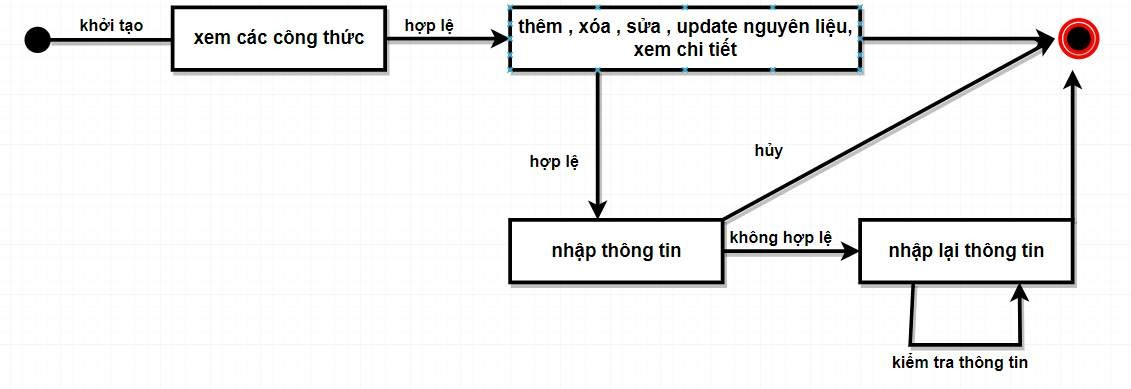 khởi tạo
xem các công thức
hợp lệ
thêm , xóa , sửa , update nguyên liệu,
xem chi tiết
hợp lệ
hủy
nhập thông tin
không hợp lệ
nhập lại thông tin
kiểm tra thông tin